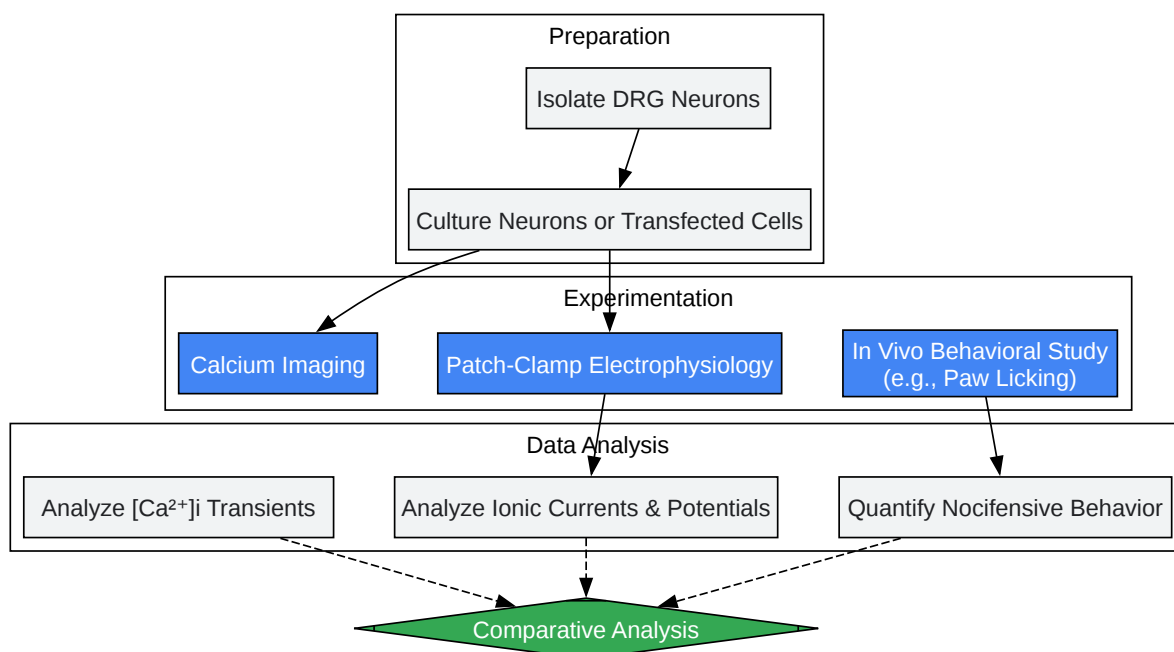 Preparation
Isolate DRG Neurons
Culture Neurons or Transfected Cells
Experimentation
Calcium Imaging
Patch-Clamp Electrophysiology
In Vivo Behavioral Study
(e.g., Paw Licking)
Data Analysis
Analyze [Ca²⁺]i Transients
Analyze Ionic Currents & Potentials
Quantify Nocifensive Behavior
Comparative Analysis